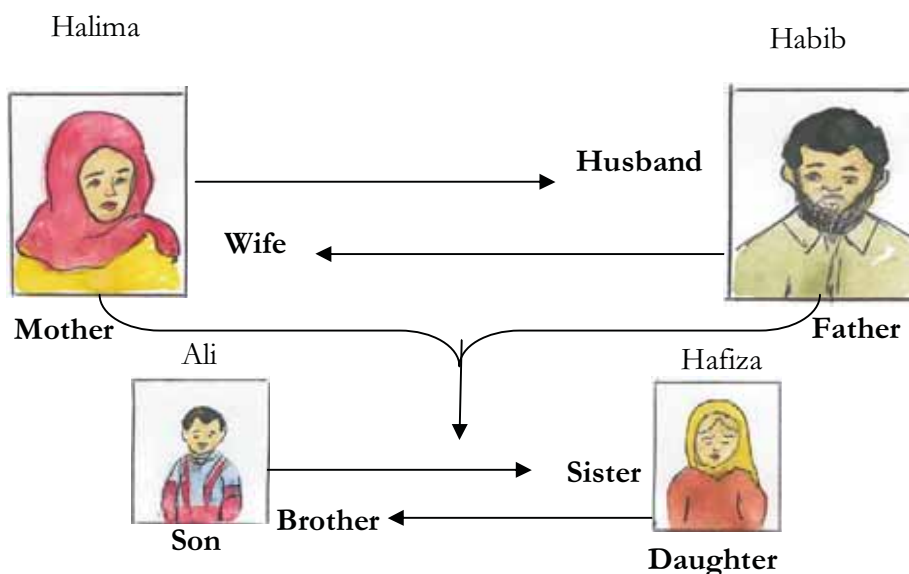 Halima
Habib
Husband
Wife
Mother
Father
Ali
Hafiza
Sister
Brother
Son
Daughter